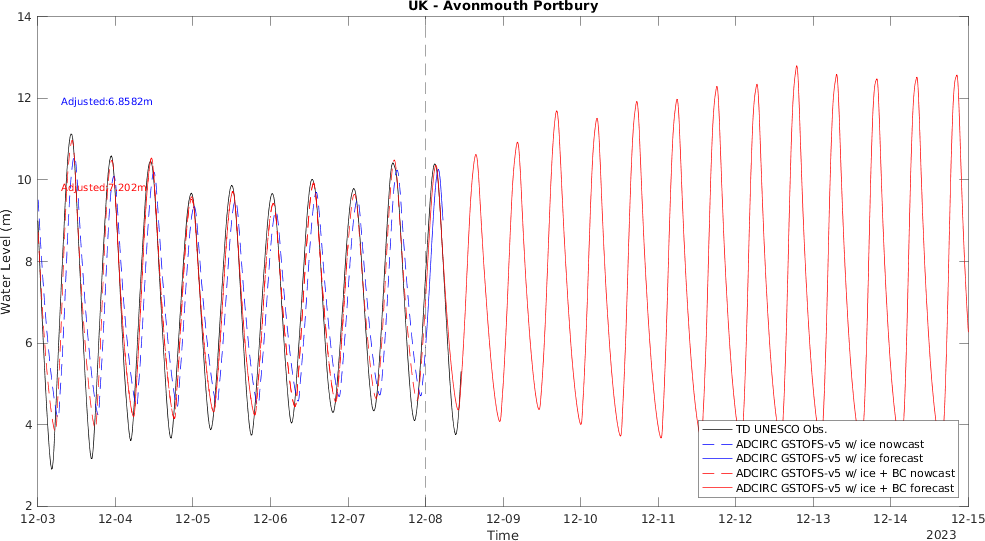 UK - Avonmouth Portbury
14
12
10
8
6
4
2
Water Level (m)
Adjusted:6.8582m
Adjusted:7.202m
TD UNESCO Obs.
ADCIRC GSTOFS-v5 w/ ice nowcast
ADCIRC GSTOFS-v5 w/ ice forecast
ADCIRC GSTOFS-v5 w/ ice + BC nowcast
ADCIRC GSTOFS-v5 w/ ice + BC forecast
12-03 12-04 12-05 12-06 12-07 12-08 12-09 12-10 12-11 12-12 12-13 12-14 12-15
Time
2023